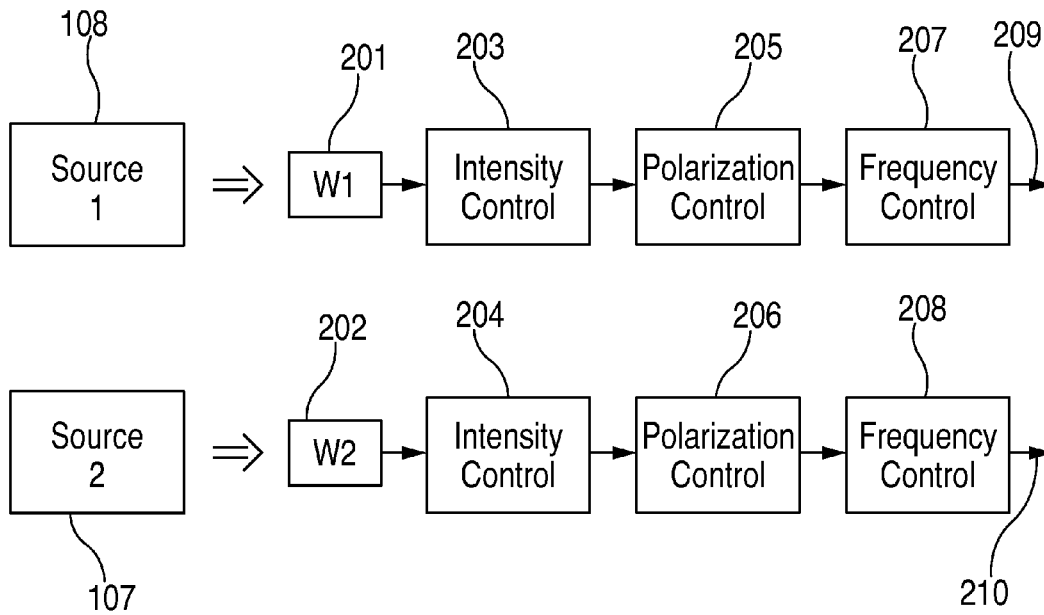 108
201
203
205
207
209
Source
1
W1
Intensity
Control
Polarization
Control
Frequency
Control
202
204
206
208
Source
2
W2
Intensity
Control
Polarization
Control
Frequency
Control
107
210